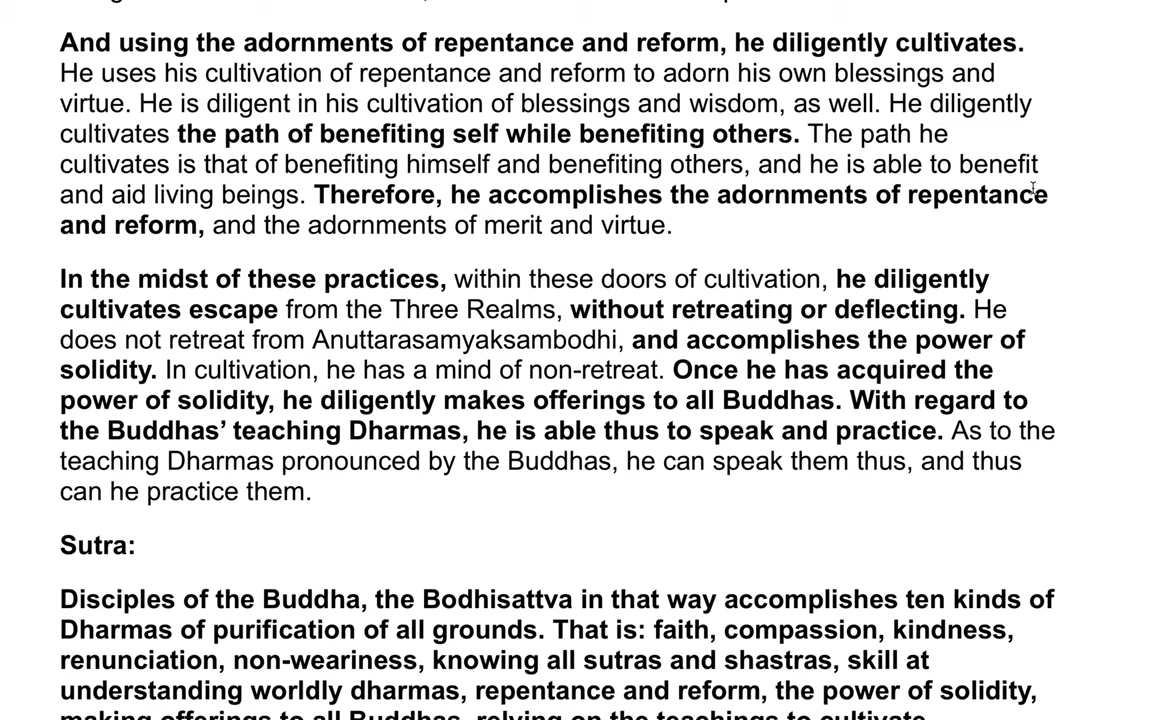 And using the adornments of repentance and reform, he diligently cultivates.
He uses his cultivation of repentance and reform to adorn his own blessings and
virtue. He is diligent in his cultivation of blessings and wisdom, as well. He diligently
cultivates the path of benefiting self while benefiting others. The path he
cultivates is that of benefiting himself and benefiting others, and he is able to benefit
and aid living beings. Therefore, he accomplishes the adornments of repentance
and reform, and the adornments of merit and virtue.
In the midst of these practices, within these doors of cultivation, he diligently
cultivates escape from the Three Realms, without retreating or deflecting. He
does not retreat from Anuttarasamyaksambodhi, and accomplishes the power of
solidity. In cultivation, he has a mind of non-retreat. Once he has acquired the
power of solidity, he diligently makes offerings to all Buddhas. With regard to
the Buddhas’ teaching Dharmas, he is able thus to speak and practice. As to the
teaching Dharmas pronounced by the Buddhas, he can speak them thus, and thus
can he practice them.
Sutra:
Disciples of the Buddha, the Bodhisattva in that way accomplishes ten kinds of
Dharmas of purification of all grounds. That is: faith, compassion, kindness,
renunciation, non-weariness, knowing all sutras and shastras, skill at
understanding worldly dharmas, repentance and reform, the power of solidity,
making offerings to all Buddhas, relying on the teachings to cultivate